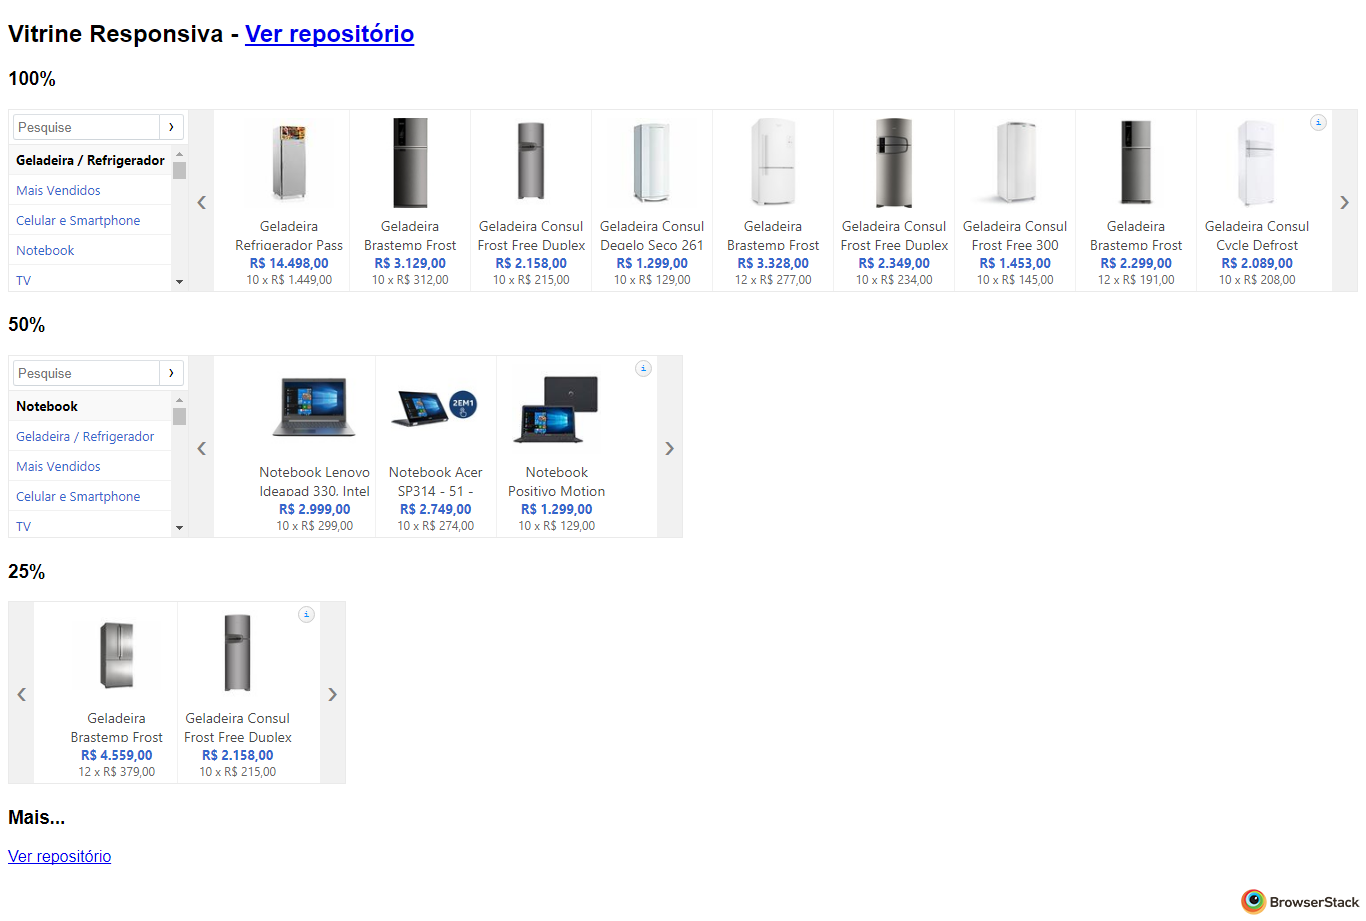 Vitrine Responsiva - Ver repositório
100%
Pesquise
Geladeira / Refrigerador
Mais Vendidos
Celular e Smartphone
Notebook
TV
Geladeira
Refrigerador Pass
R$ 14.498,00
10 x R$ 1.449,00
Geladeira
Brastemp Frost
R$ 3.129,00
10 x R$ 312,00
Geladeira Consul
Frost Free Duplex
R$ 2.158,00
10 x R$ 215,00
Geladeira Consul
Degelo Seco 261
R$ 1.299,00
10 x R$ 129,00
Geladeira
Brastemp Frost
R$ 3.328,00
12 x R$ 277,00
Geladeira Consul
Frost Free Duplex
R$ 2.349,00
10 x R$ 234,00
Geladeira Consul
Frost Free 300
R$ 1.453,00
10 x R$ 145,00
Geladeira
Brastemp Frost
R$ 2.299,00
12 x R$ 191,00
Geladeira Consul
Cycle Defrost
R$ 2.089,00
10 x R$ 208,00
50%
Pesquise
Notebook
Geladeira / Refrigerador
Mais Vendidos
Celular e Smartphone
TV
Notebook Lenovo
Ideapad 330, Intel
R$ 2.999,00
10 x R$ 299,00
2EM1
Notebook Acer
SP314 - 51 -
R$ 2.749,00
10 x R$ 274,00
Notebook
Positivo Motion
R$ 1.299,00
10 x R$ 129,00
25%
Geladeira
Brastemp Frost
R$ 4.559,00
12 x R$ 379,00
Geladeira Consul
Frost Free Duplex
R$ 2.158,00
10 x R$ 215,00
Mais...
Ver repositório
BrowserStack